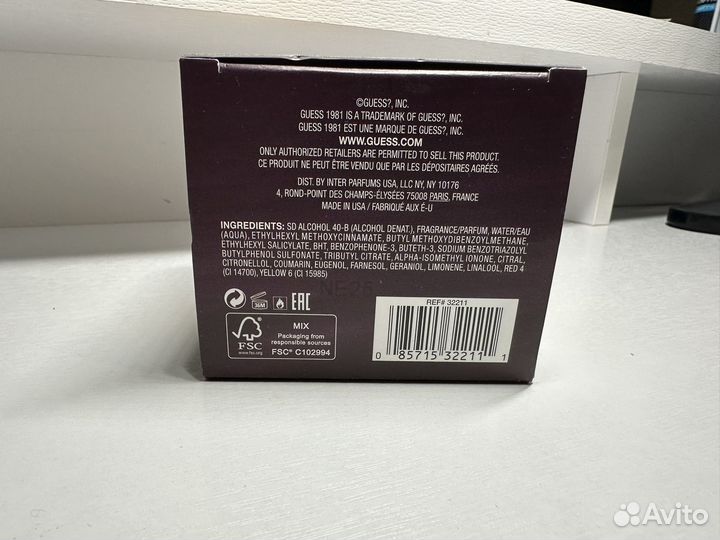 ©GUESS?, INC.
GUESS 1981 IS A TRADEMARK OF GUESS?, INC.
GUESS 1981 EST UNE MARQUE DE GUESS?, INC.
WWW.GUESS.COM
ONLY AUTHORIZED RETAILERS ARE PERMITTED TO SELL THIS PRODUCT.
CE PRODUIT NE PEUT ÊTRE VENDU QUE PAR LES DÉPOSITAIRES AGRÉÉS.
DIST. BY INTER PARFUMS USA, LLC NY, NY 10176
4, ROND-POINT DES CHAMPS-ÉLYSÉES 75008 PARIS, FRANCE
MADE IN USA / FABRIQUÉ AUX É-U
INGREDIENTS: SD ALCOHOL 40-B (ALCOHOL DENAT.), FRAGRANCE/PARFUM, WATER/EAU
(AQUA), ETHYLHEXYL METHOXYCINNAMATE, BUTYL METHOXYDIBENZOYLMETHANE,
ETHYLHEXYL SALICYLATE, BHT, BENZOPHENONE-3, BUTETH-3, SODIUM BENZOTRIAZOLYL
BUTYLPHENOL SULFONATE, TRIBUTYL CITRATE, ALPHA-ISOMETHYL IONONE, CITRAL,
CITRONELLOL, COUMARIN, EUGENOL, FARNESOL, GERANIOL, LIMONENE, LINALOOL, RED 4
(CI 14700), YELLOW 6 (CI 15985)
NF25
36M
EAC
REF# 32211
FSC
www.fsc.org
MIX
Packaging from
responsible sources
FSC® C102994
0 85715 32211 1
Avito